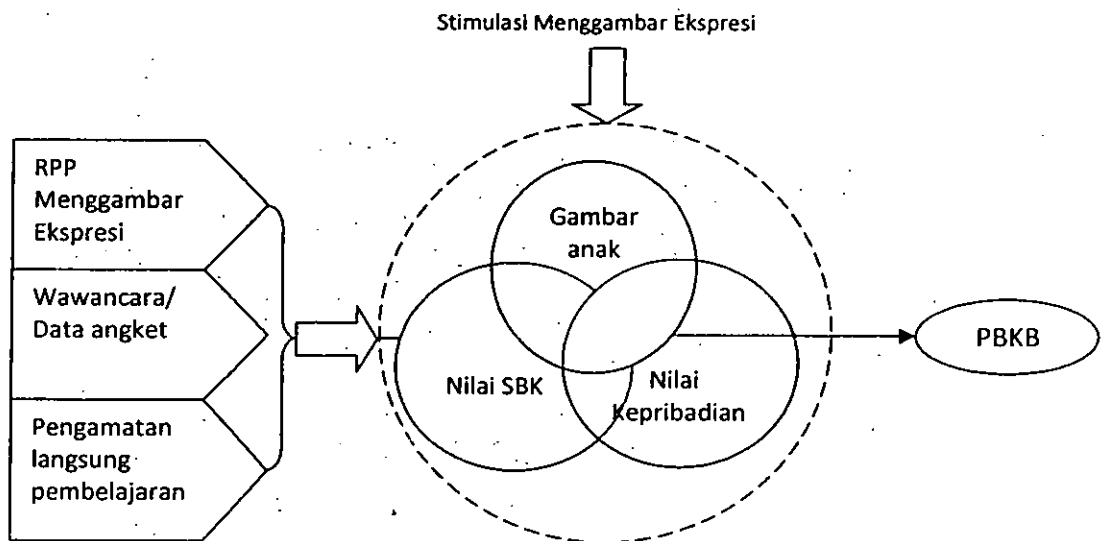 Stimulasi Menggambar Ekspresi
RPP
Menggambar
Ekspresi
Wawancara/
Data angket
Pengamatan
langsung
pembelajaran
Gambar
anak
Nilai SBK
Nilai
Kepribadian
PBKB